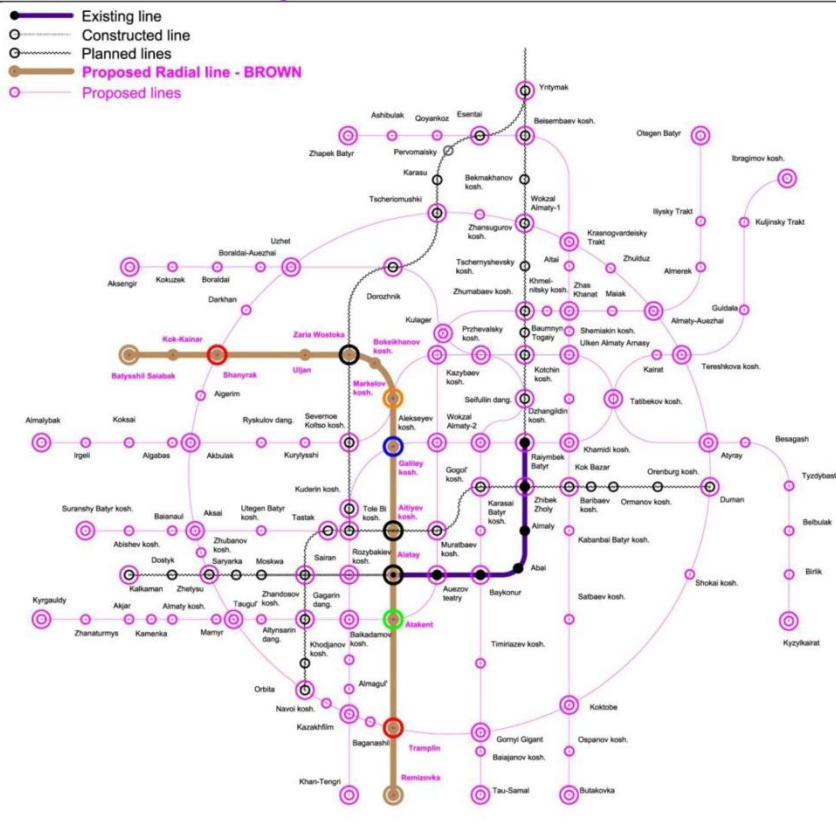 Existing line
Constructed line
Planned lines
Proposed Radial line - BROWN
Proposed lines
Yntymak
Ashibulak
Qoyankoz
Esentai
Beisembaev kosh.
Otegen Batyr
Zhapek Batyr
Pervomaisky
Ibragimov kosh.
Karasu
Bekmakhanov
kosh.
Tscheriomushki
Wokzal
Almaty-1
Iliysky Trakt
Kuljinsky Trakt
Zhansugurov
kosh.
Krasnogvardeisky
Trakt
Uzhet
Boraldai-Auezhai
Tschernyshevsky
kosh.
Altai
Zhulduz
Aksengir
Kokuzek
Boraldai
Dorozhnik
Khmel-
nitsky kosh.
Zhas
Khanat
Almerek
Zhumabaev kosh.
Maiak
Darkhan
Guldala
Kulager
Almaty-Auezhai
Kok-Kainar
Zaria Wostoka
Bokeikhanov
kosh.
Przhevalsky
kosh.
Baumnyn
Togaiy
Shemiakin kosh.
Ulken Almaty Arnasy
Batysshil Saiabak
Shanyrak
Uljan
Markelov
kosh.
Kazybaev
kosh.
Kotchin
kosh.
Kairat
Tereshkova kosh.
Aigerim
Seifullin dang.
Tatibekov kosh.
Almalybak
Koksai
Ryskulov dang.
Severnoe
Koltso kosh.
Alekseyev
kosh.
Wokzal
Almaty-2
Dzhangildin
kosh.
Besagash
Irgeli
Algabas
Akbulak
Kurylysshi
Galiley
kosh.
Raiymbek
Batyr
Khamidi kosh.
Atyray
Gogol'
kosh.
Kok Bazar
Orenburg kosh.
Tyzdybastau
Kuderin kosh.
Suranshy Batyr kosh.
Baianaul
Aksai
Utegen Batyr
kosh.
Tastak
Tole Bi
kosh.
Aitiyev
kosh.
Karasai
Batyr
kosh.
Zhibek
Zholy
Baribaev
kosh.
Ormanov kosh.
Duman
Abishev kosh.
Zhubanov
kosh.
Muratbaev
kosh.
Almaly
Kabanbai Batyr kosh.
Belbulak
Dostyk
Saryarka
Moskwa
Sairan
Rozybakiev
kosh.
Alatay
Abai
Kalkaman
Zhetysu
Zhandosov
kosh.
Gagarin
dang.
Auezov
teatry
Baykonur
Shokai kosh.
Birlik
Kyrgauldy
Akjar
Almaty kosh.
Taugul'
Satbaev kosh.
Zhanaturmys
Kamenka
Mamyr
Altynsarin
dang.
Khodjanov
kosh.
Baikadamov
kosh.
Atakent
Kyzylkairat
Timiriazev kosh.
Orbita
Almagul'
Navoi kosh.
Kazakhfilm
Koktobe
Baganashil
Tramplin
Gornyi Gigant
Ospanov kosh.
Baiajanov kosh.
Khan-Tengri
Remizovka
Tau-Samal
Butakovka